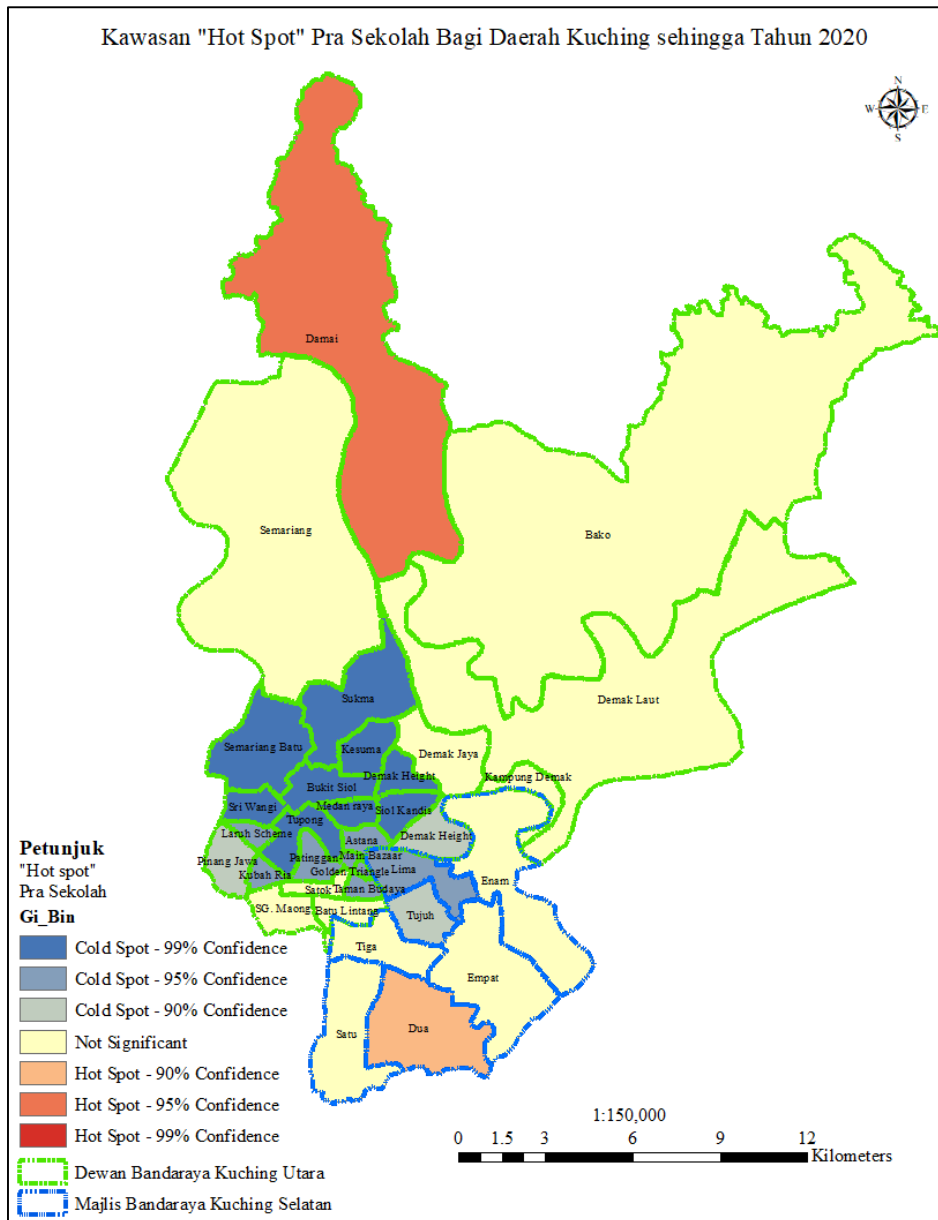 Kawasan "Hot Spot" Pra Sekolah Bagi Daerah Kuching sehingga Tahun 2020
N
W E
S
Damai
Semariang
Bako
Demak Laut
Sukma
Semariang Batu
Kesuma
Demak Jaya
Demak Height
Kampung Demak
Bukit Siol
Sri Wangi
Medan raya
Siol Kandis
Tupong
Laruh Scheme
Astana
Demak Height
Pinang Jawa
Patinggan
Main Bazaar
Kubah Ria
Golden Triangle
Lima
Enam
Satok
Taman Budaya
SG. Maong
Batu Lintang
Tujuh
Tiga
Empat
Satu
Dua
Petunjuk
"Hot spot"
Pra Sekolah
Gi_Bin
Cold Spot - 99% Confidence
Cold Spot - 95% Confidence
Cold Spot - 90% Confidence
Not Significant
Hot Spot - 90% Confidence
Hot Spot - 95% Confidence
Hot Spot - 99% Confidence
Dewan Bandaraya Kuching Utara
Majlis Bandaraya Kuching Selatan
1:150,000
0 1.5 3 6 9 12
Kilometers